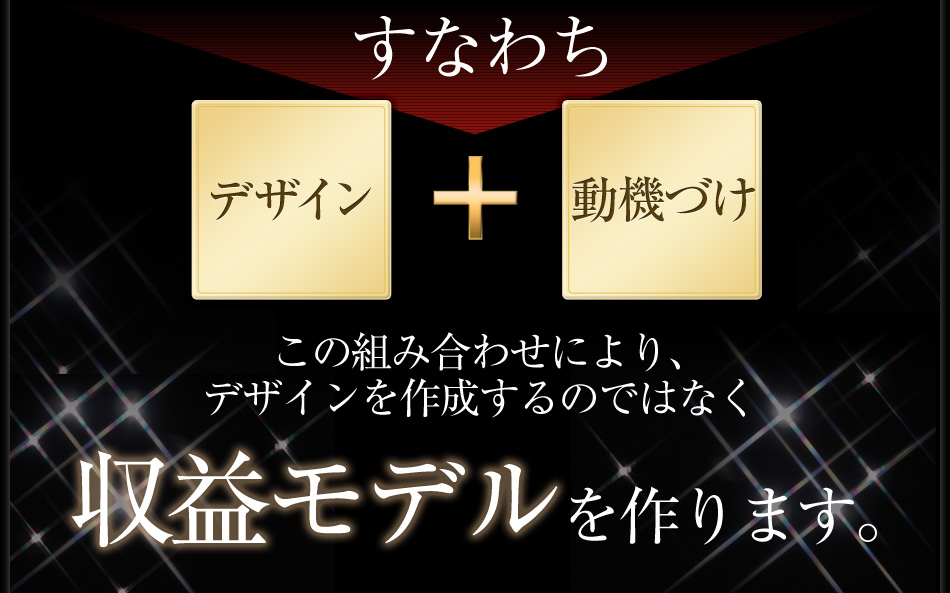 すなわち
デザイン
+
動機づけ
この組み合わせにより、
デザインを作成するのではなく
収益モデルを作ります。